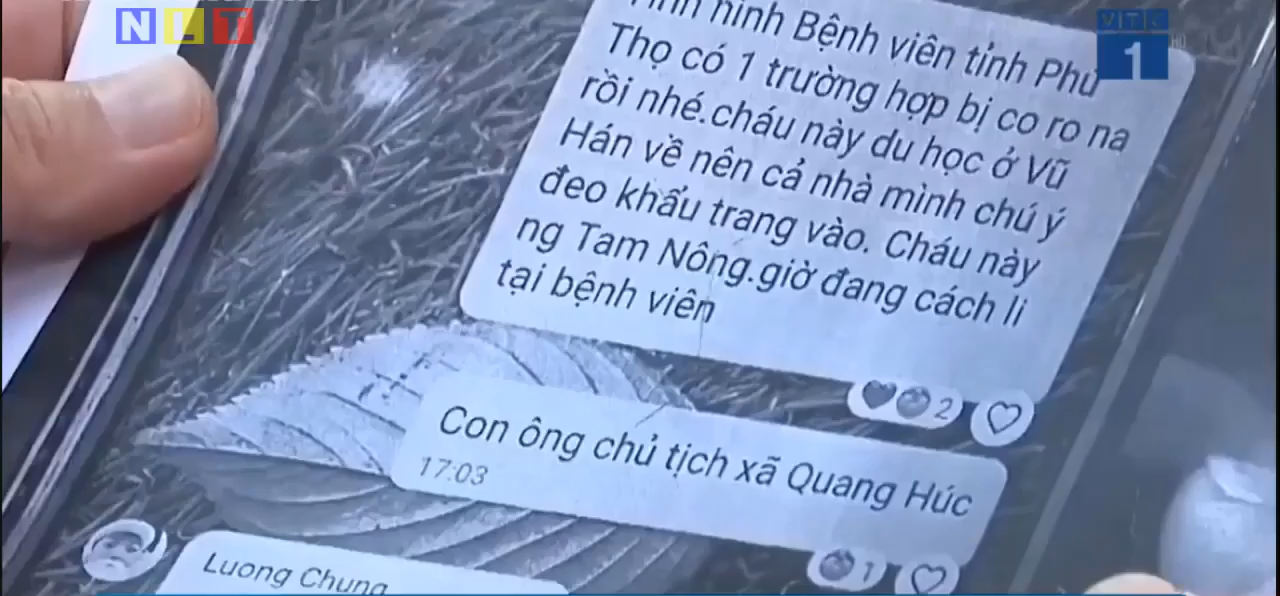 NLT
VTK
1
hình Bệnh viên tỉnh Phú
Thọ có 1 trường hợp bị co ro na
rồi nhé.cháu này du học ở Vũ
Hán về nên cả nhà mình chú ý
đeo khẩu trang vào. Cháu này
ng Tam Nông.giờ đang cách li
tại bệnh viên
2
Con ông chủ tịch xã Quang Húc
17:03
1
Luong Chung